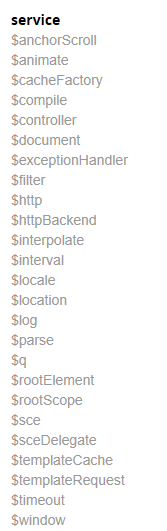 service
$anchorScroll
$animate
$cacheFactory
$compile
$controller
$document
$exceptionHandler
$filter
$http
$httpBackend
$interpolate
$interval
$locale
$location
$log
$parse
$q
$rootElement
$rootScope
$sce
$sceDelegate
$templateCache
$templateRequest
$timeout
$window